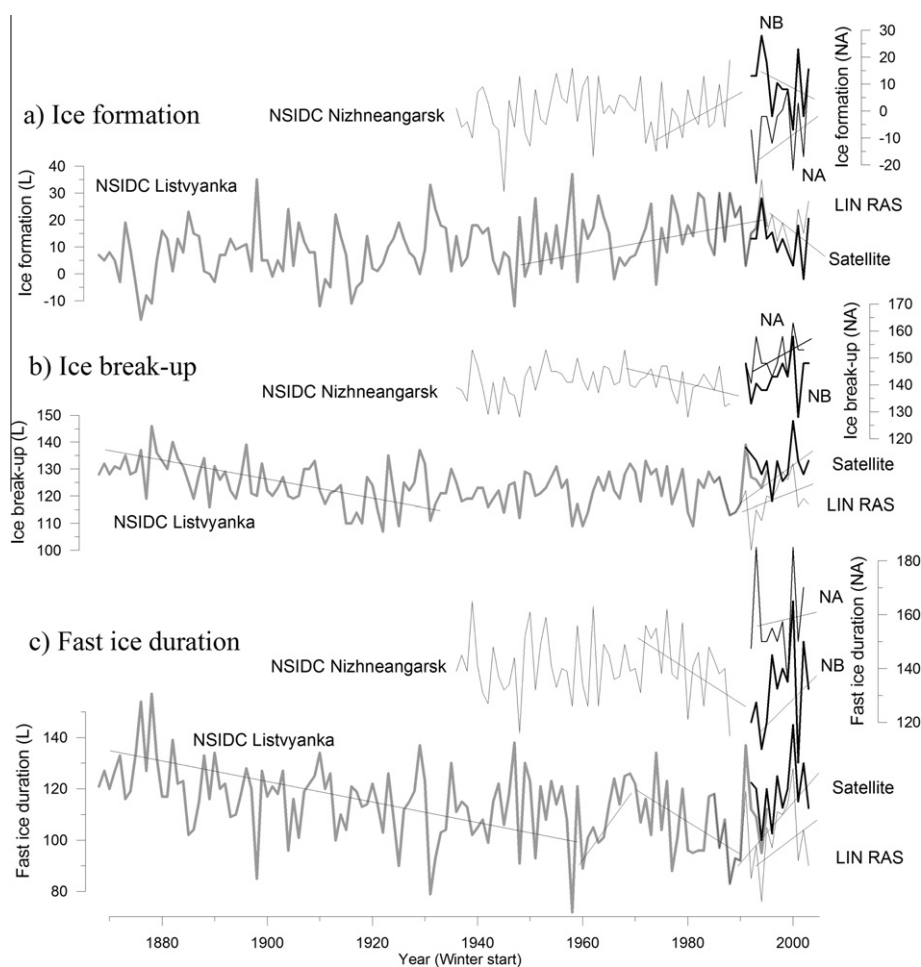 NB
30
20
10
0
-10
-20
Ice formation (NA)
NSIDC Nizhneangarsk
a) Ice formation
NSIDC Listvyanka
NA
LIN RAS
Satellite
40
30
20
10
0
-10
Ice formation (L)
170
160
150
140
130
120
Ice break-up (NA)
NA
b) Ice break-up
NSIDC Nizhneangarsk
NB
150
140
130
120
110
100
Ice break-up (L)
Satellite
NSIDC Listvyanka
LIN RAS
180
160
140
120
Fast ice duration (NA)
NA
c) Fast ice duration
NSIDC Nizhneangarsk
NB
NSIDC Listvyanka
140
120
100
80
Fast ice duration (L)
Satellite
LIN RAS
1880 1900 1920 1940 1960 1980 2000
Year (Winter start)